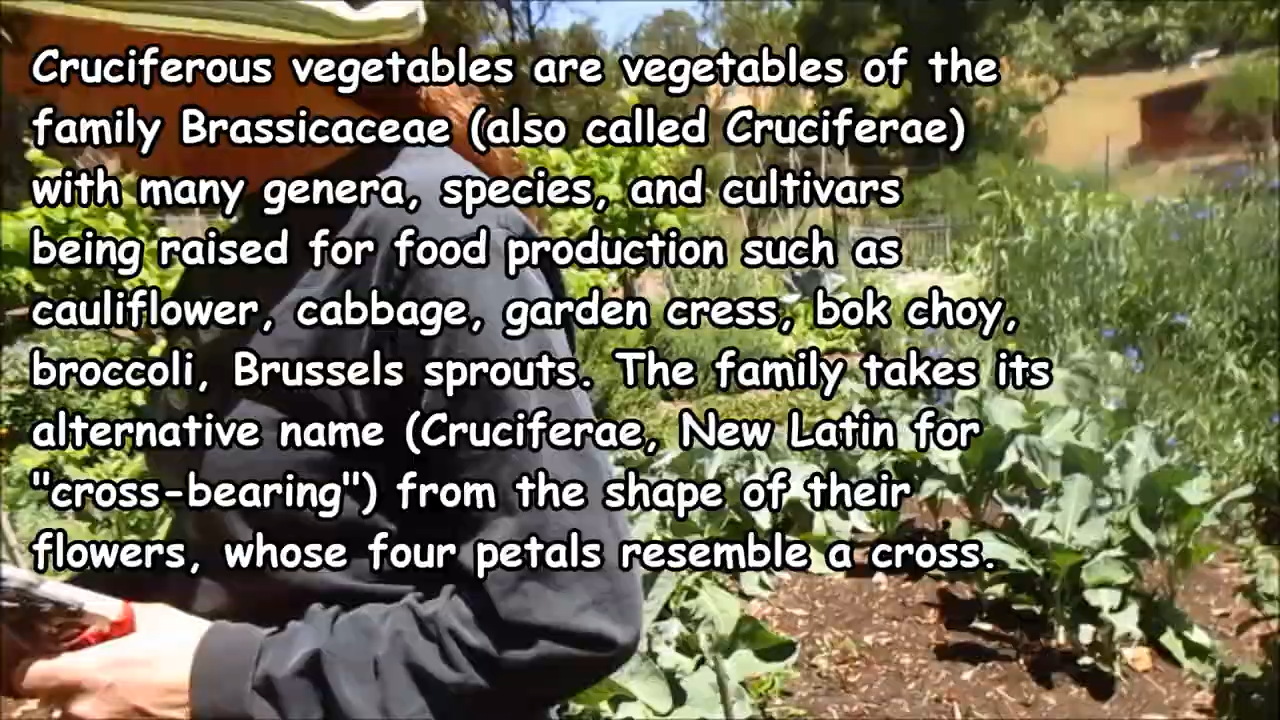 Cruciferous vegetables are vegetables of the
family Brassicaceae (also called Cruciferae)
with many genera, species, and cultivars
being raised for food production such as
cauliflower, cabbage, garden cress, bok choy,
broccoli, Brussels sprouts. The family takes its
alternative name (Cruciferae, New Latin for
"cross-bearing") from the shape of their
flowers, whose four petals resemble a cross.